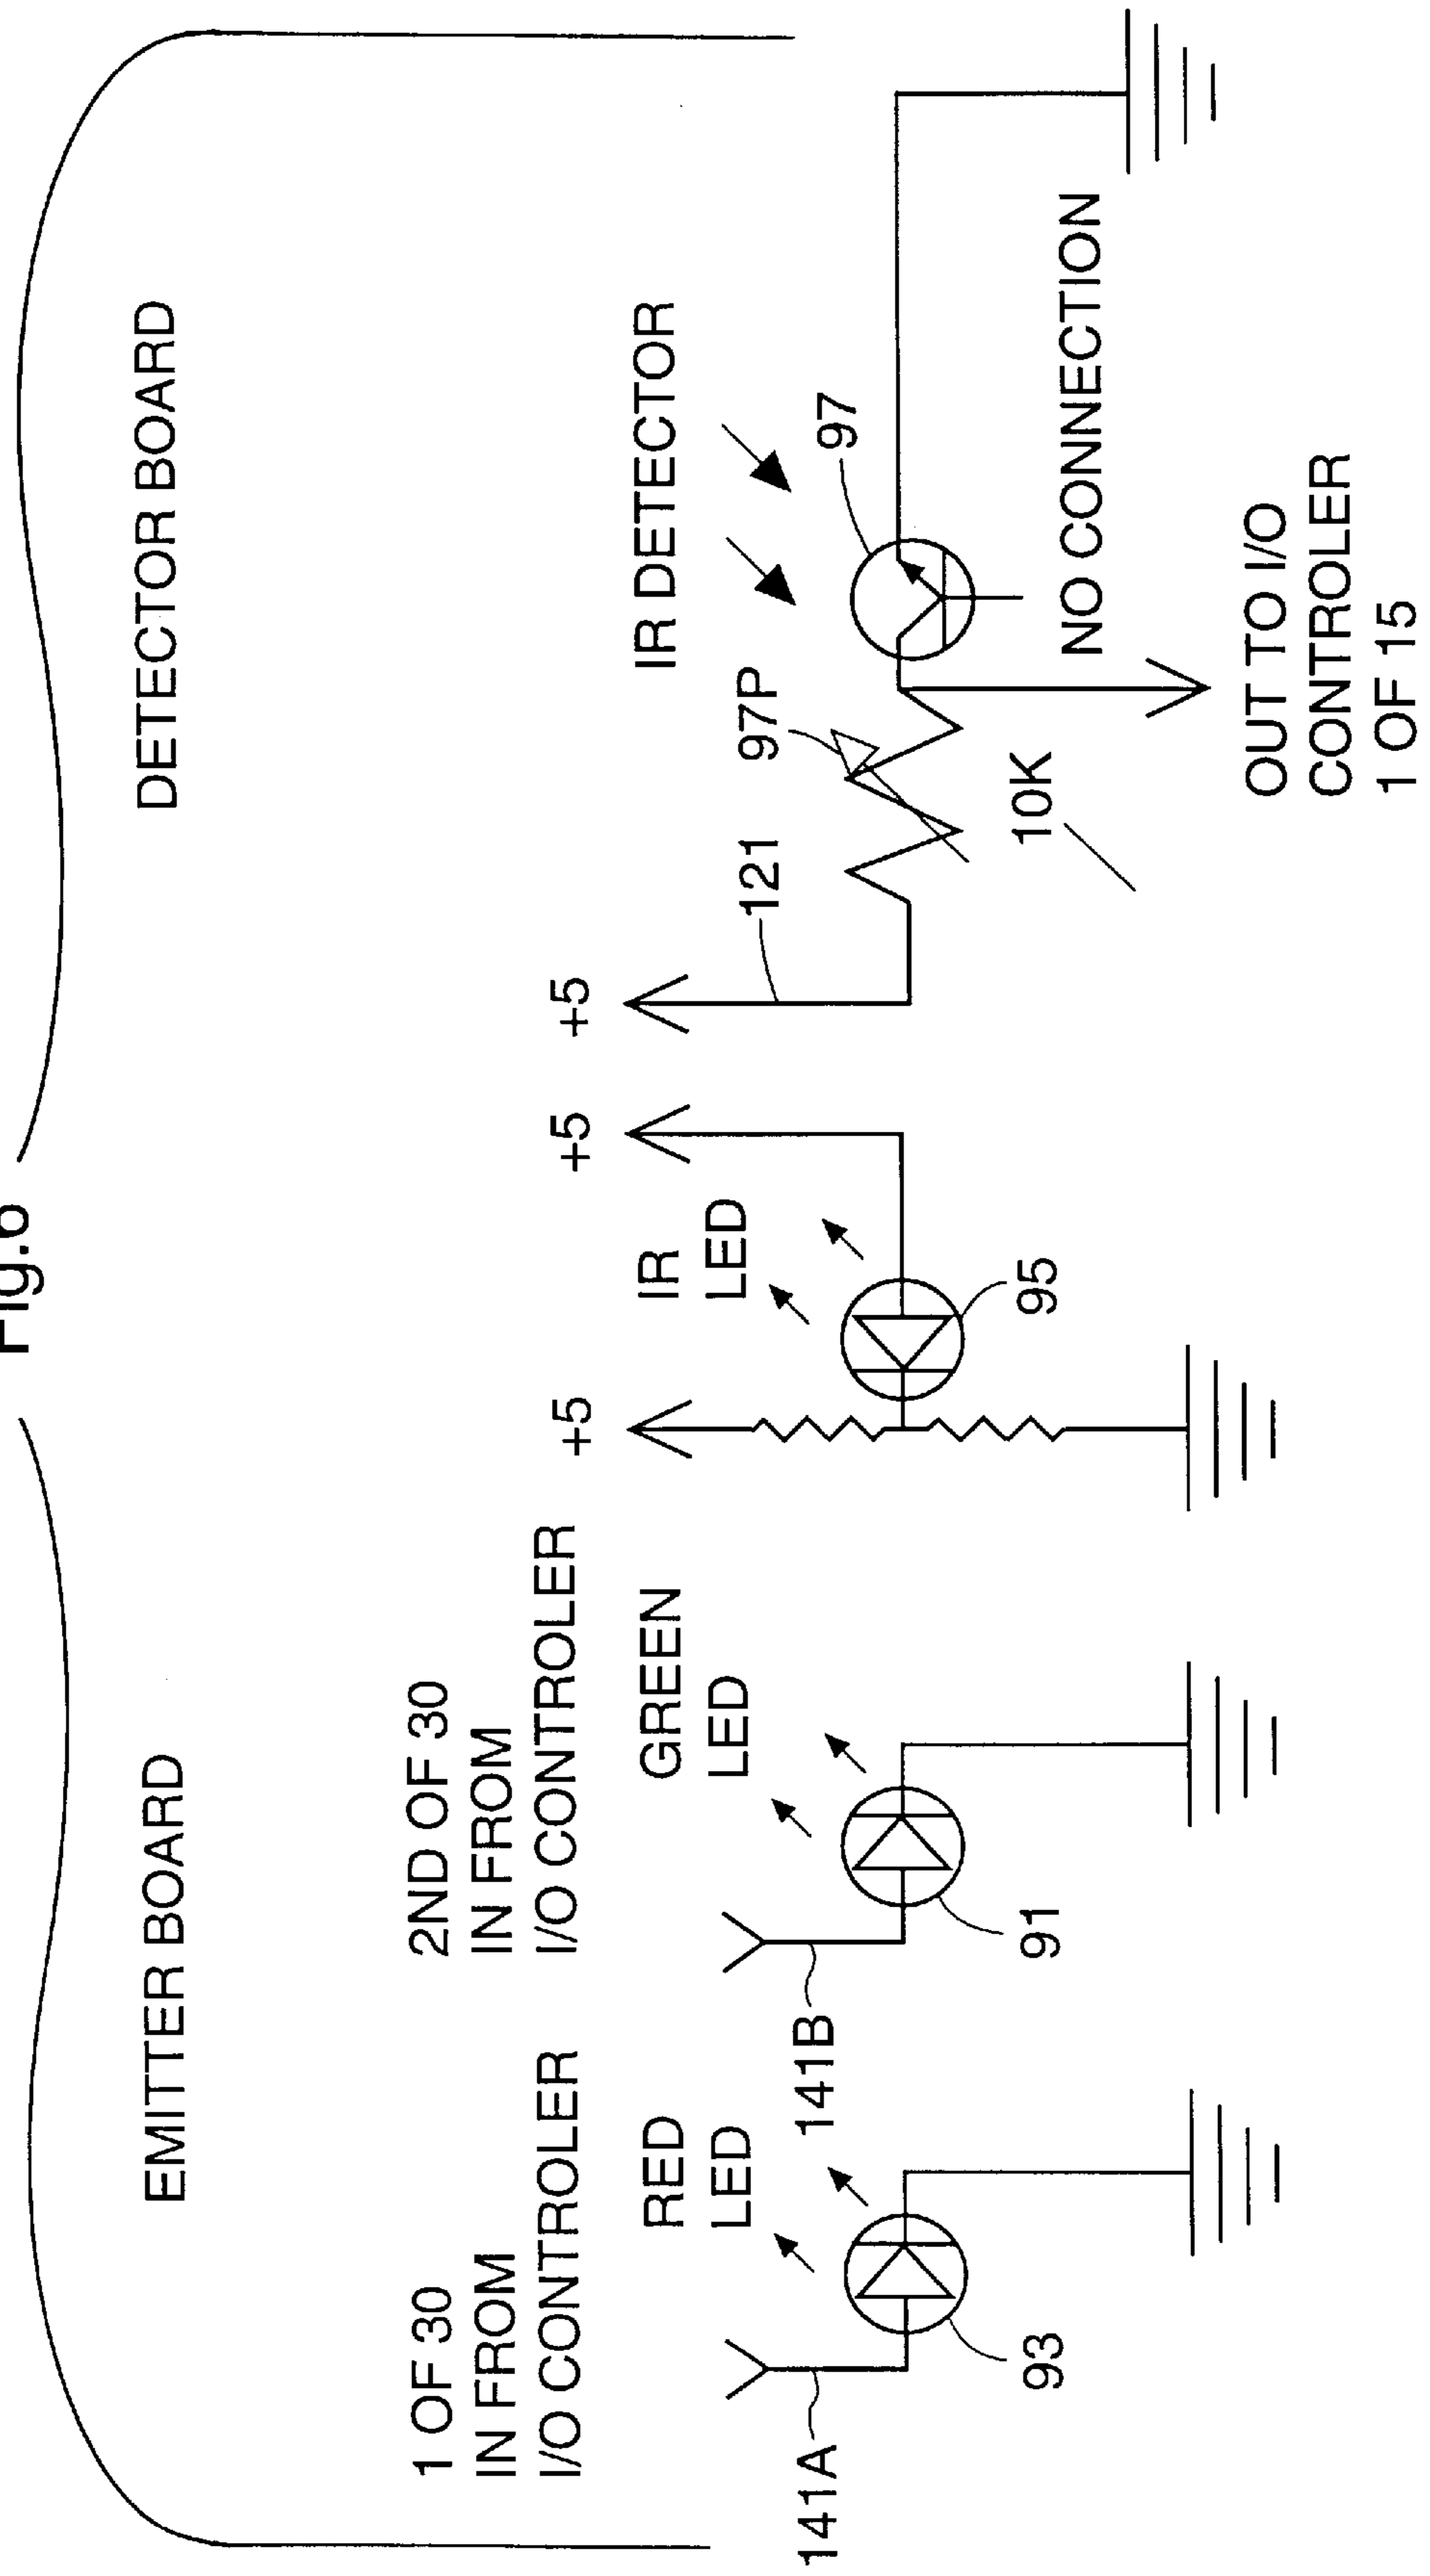 Fig.6
EMITTER BOARD
DETECTOR BOARD
1 OF 30
IN FROM
I/O CONTROLER
2ND OF 30
IN FROM
I/O CONTROLER
RED
LED
GREEN
LED
+5
IR
LED
+5
+5
IR DETECTOR
141A
141B
121
97P
97
93
91
95
10K
NO CONNECTION
OUT TO I/O
CONTROLER
1 OF 15